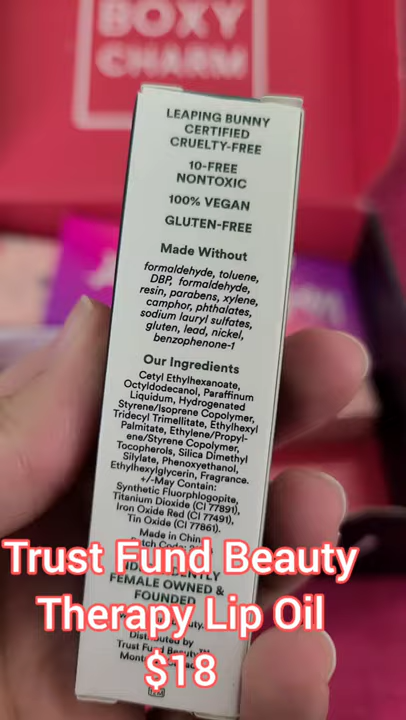 BOXY
CHARM
LEAPING BUNNY
CERTIFIED
CRUELTY-FREE
10-FREE
NONTOXIC
100% VEGAN
GLUTEN-FREE
Made Without
formaldehyde, toluene,
DBP, formaldehyde,
resin, parabens, xylene,
camphor, phthalates,
sodium lauryl sulfates,
gluten, lead, nickel,
benzophenone-1
Our Ingredients
Cetyl Ethylhexanoate,
Octyldodecanol, Paraffinum
Liquidum, Hydrogenated
Styrene/Isoprene Copolymer,
Tridecyl Trimellitate, Ethylhexyl
Palmitate, Ethylene/Propyl-
ene/Styrene Copolymer,
Tocopherols, Silica Dimethyl
Silylate, Phenoxyethanol,
Ethylhexylglycerin, Fragrance.
+/-May Contain:
Synthetic Fluorphlogopite,
Titanium Dioxide (CI 77891),
Iron Oxide Red (CI 77491),
Tin Oxide (CI 77861).
Made in
Trust Fund Beauty
FEMALE OWNED &
FOUNDED
Therapy Lip Oil
Trust Fund
$18